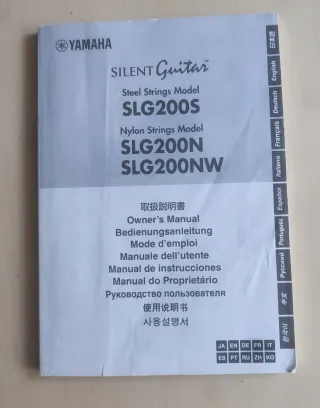 YAMAHA
SILENT Guitar™
Steel Strings Model
SLG200S
Nylon Strings Model
SLG200N
SLG200NW
取扱説明書
Owner's Manual
Bedienungsanleitung
Mode d'emploi
Manuale dell'utente
Manual de instrucciones
Manual do Proprietário
Руководство пользователя
使用说明书
사용설명서
JA EN DE FR IT
ES PT RU ZH KO
日本語
English
Deutsch
Français
Italiano
Español
Português
Русский
中文
한국어